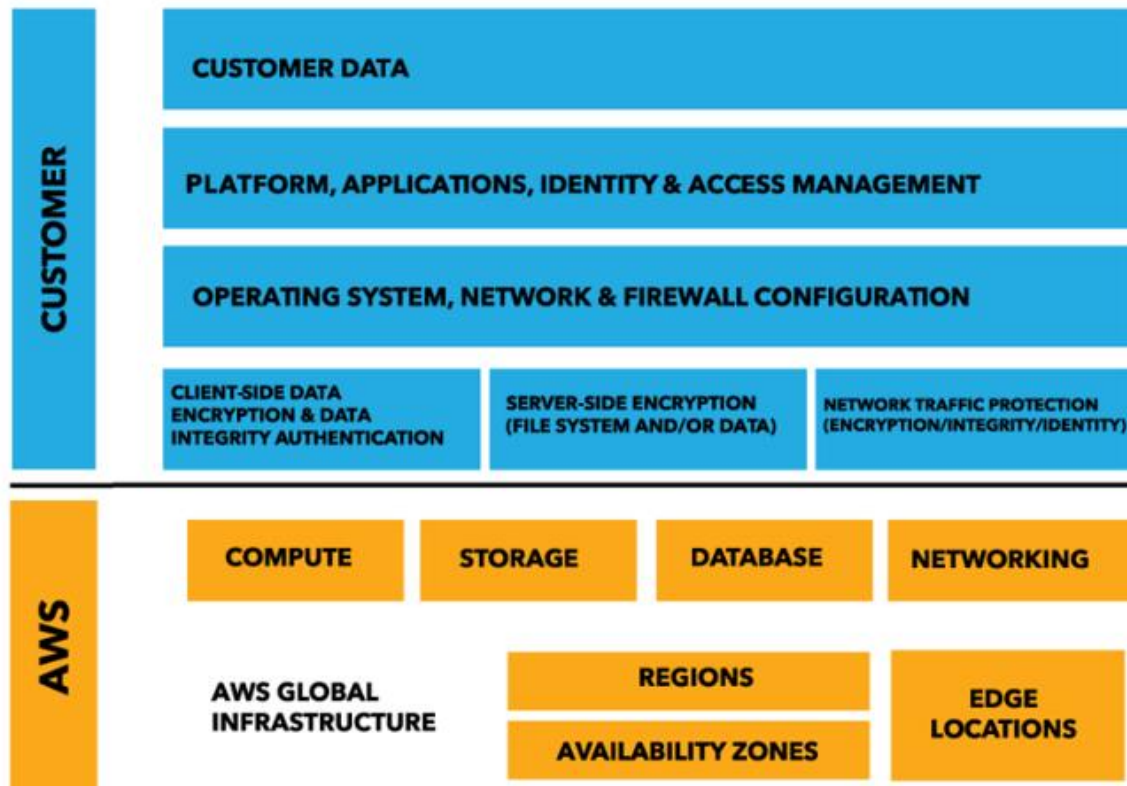 CUSTOMER
CUSTOMER DATA
PLATFORM, APPLICATIONS, IDENTITY & ACCESS MANAGEMENT
OPERATING SYSTEM, NETWORK & FIREWALL CONFIGURATION
CLIENT-SIDE DATA
ENCRYPTION & DATA
INTEGRITY AUTHENTICATION
SERVER-SIDE ENCRYPTION
(FILE SYSTEM AND/OR DATA)
NETWORK TRAFFIC PROTECTION
(ENCRYPTION/INTEGRITY/IDENTITY)
AWS
COMPUTE
STORAGE
DATABASE
NETWORKING
AWS GLOBAL
INFRASTRUCTURE
REGIONS
AVAILABILITY ZONES
EDGE
LOCATIONS